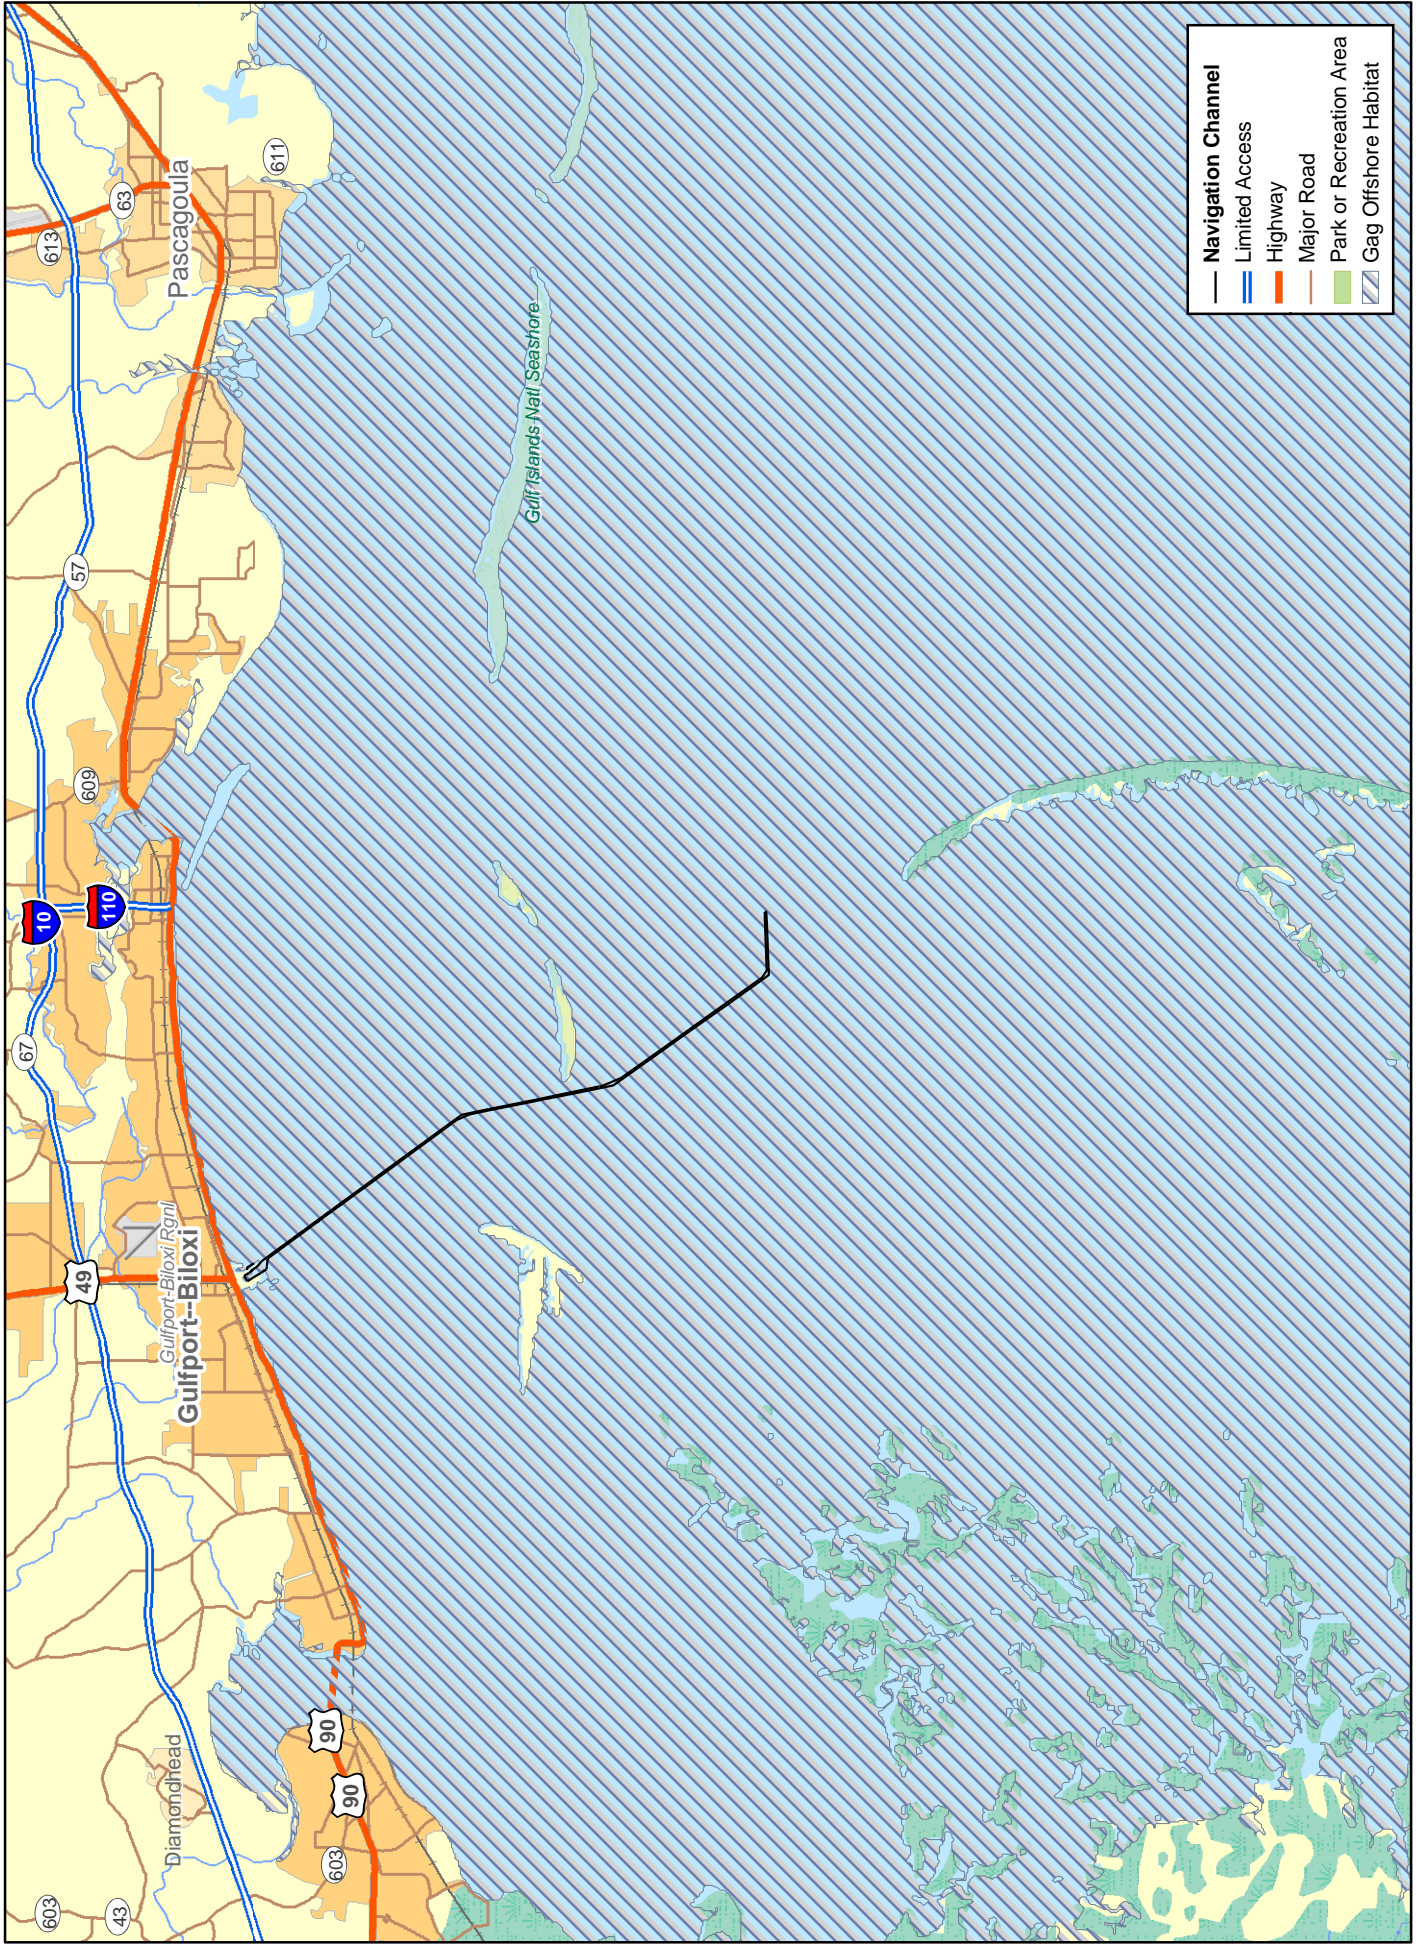 603
43
Diamondhead
603
90
90
49
Gulfport-Biloxi Rgnl
Gulfport--Biloxi
67
10
110
609
57
Gulf Islands Natl Seashore
613
63
Pascagoula
611
Navigation Channel
Limited Access
Highway
Major Road
Park or Recreation Area
Gag Offshore Habitat